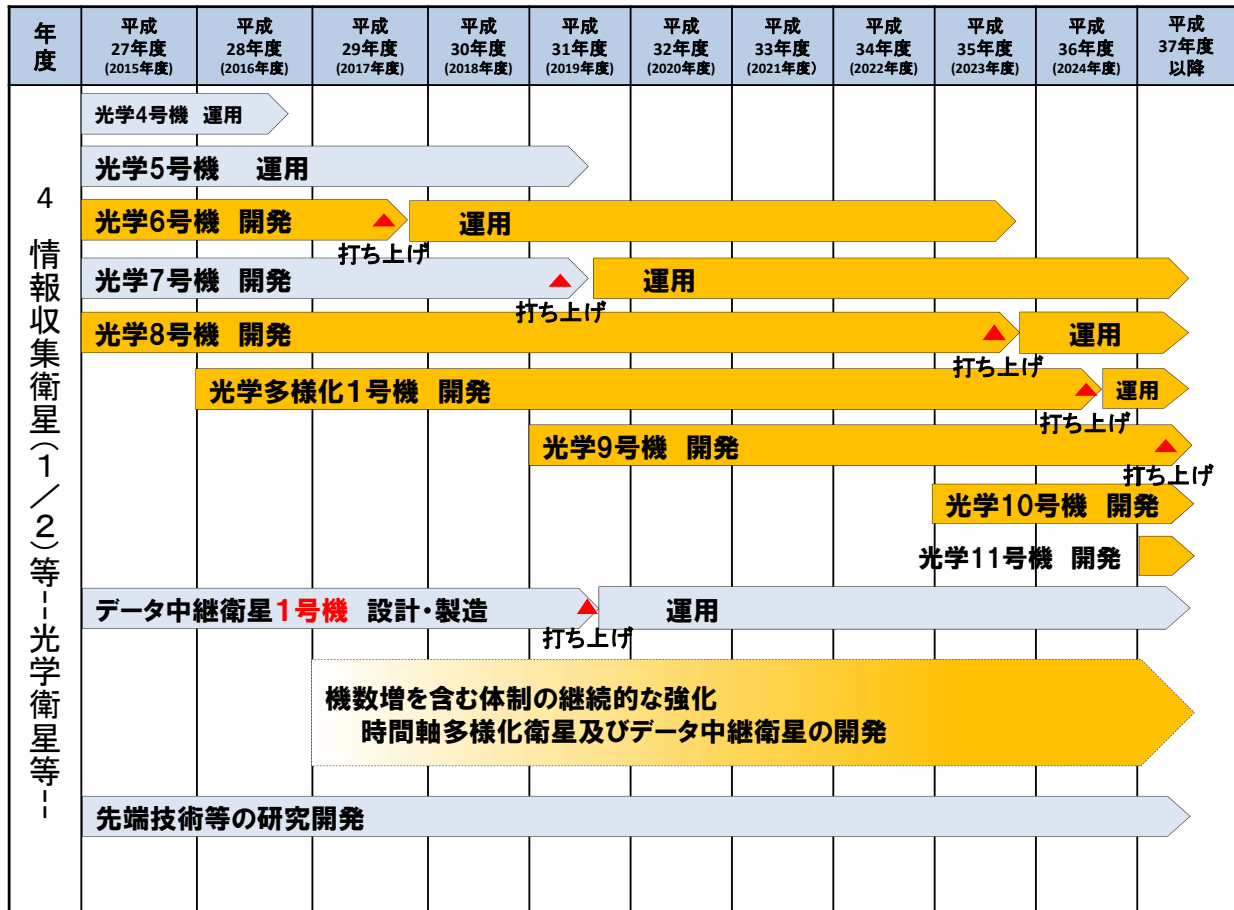 年度
平成
27年度
(2015年度)
平成
28年度
(2016年度)
平成
29年度
(2017年度)
平成
30年度
(2018年度)
平成
31年度
(2019年度)
平成
32年度
(2020年度)
平成
33年度
(2021年度)
平成
34年度
(2022年度)
平成
35年度
(2023年度)
平成
36年度
(2024年度)
平成
37年度
以降
4 情報収集衛星(1/2)等--光学衛星等--
光学4号機 運用
光学5号機 運用
光学6号機 開発 運用
打ち上げ
光学7号機 開発 運用
打ち上げ
光学8号機 開発 運用
打ち上げ
光学多様化1号機 開発 運用
打ち上げ
光学9号機 開発
打ち上げ
光学10号機 開発
光学11号機 開発
データ中継衛星1号機 設計・製造 運用
打ち上げ
機数増を含む体制の継続的な強化
時間軸多様化衛星及びデータ中継衛星の開発
先端技術等の研究開発